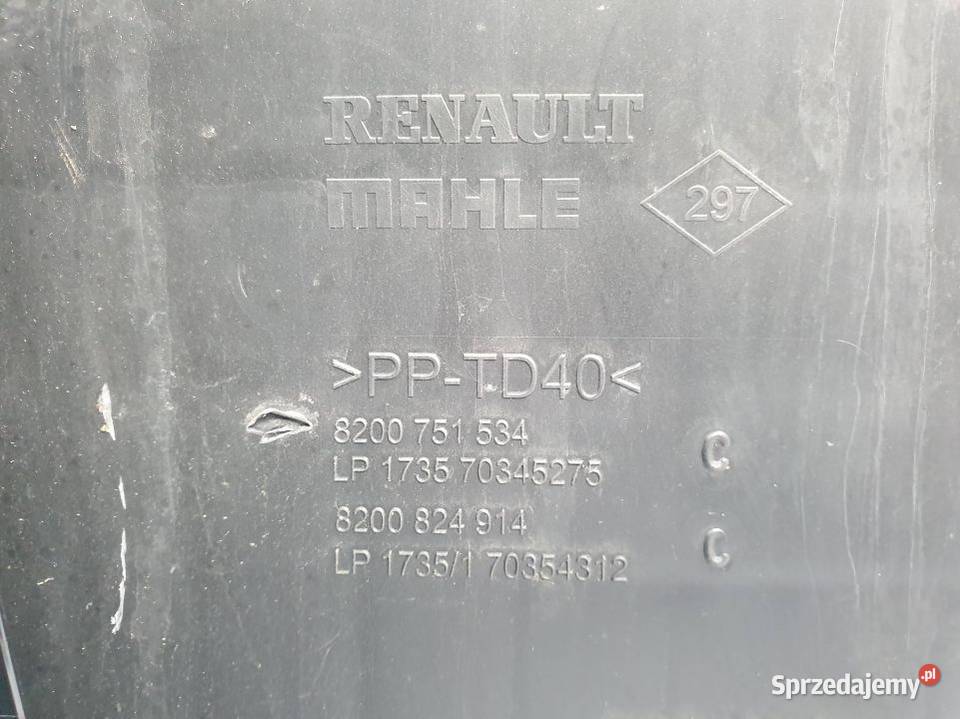 RENAULT
MAHLE
297
>PP-TD40<
8200 751 534
LP 1735 70345275
C
8200 824 914
LP 1735/1 70354312
C
Sprzedajemy.pl